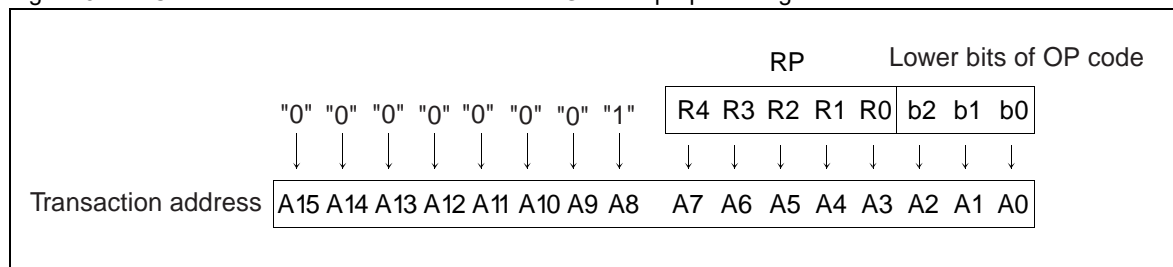 RP Lower bits of OP code
"0" "0" "0" "0" "0" "0" "0" "1" R4 R3 R2 R1 R0 b2 b1 b0
Transaction address A15 A14 A13 A12 A11 A10 A9 A8 A7 A6 A5 A4 A3 A2 A1 A0